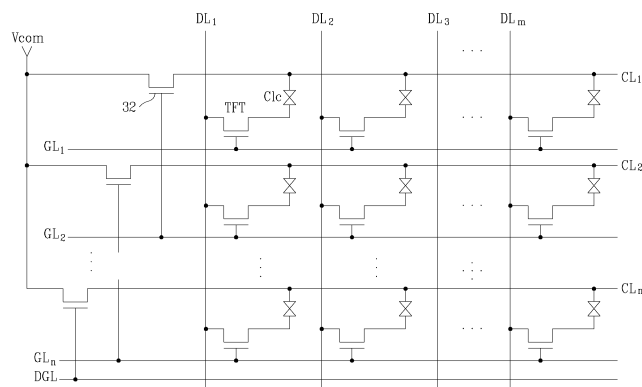 DL1 DL2 DL3 DLm
Vcom
. . .
CL1
32
TFT
Clc
. . .
GL1
CL2
. . .
GL2
CLn
. . .
GLn
DGL